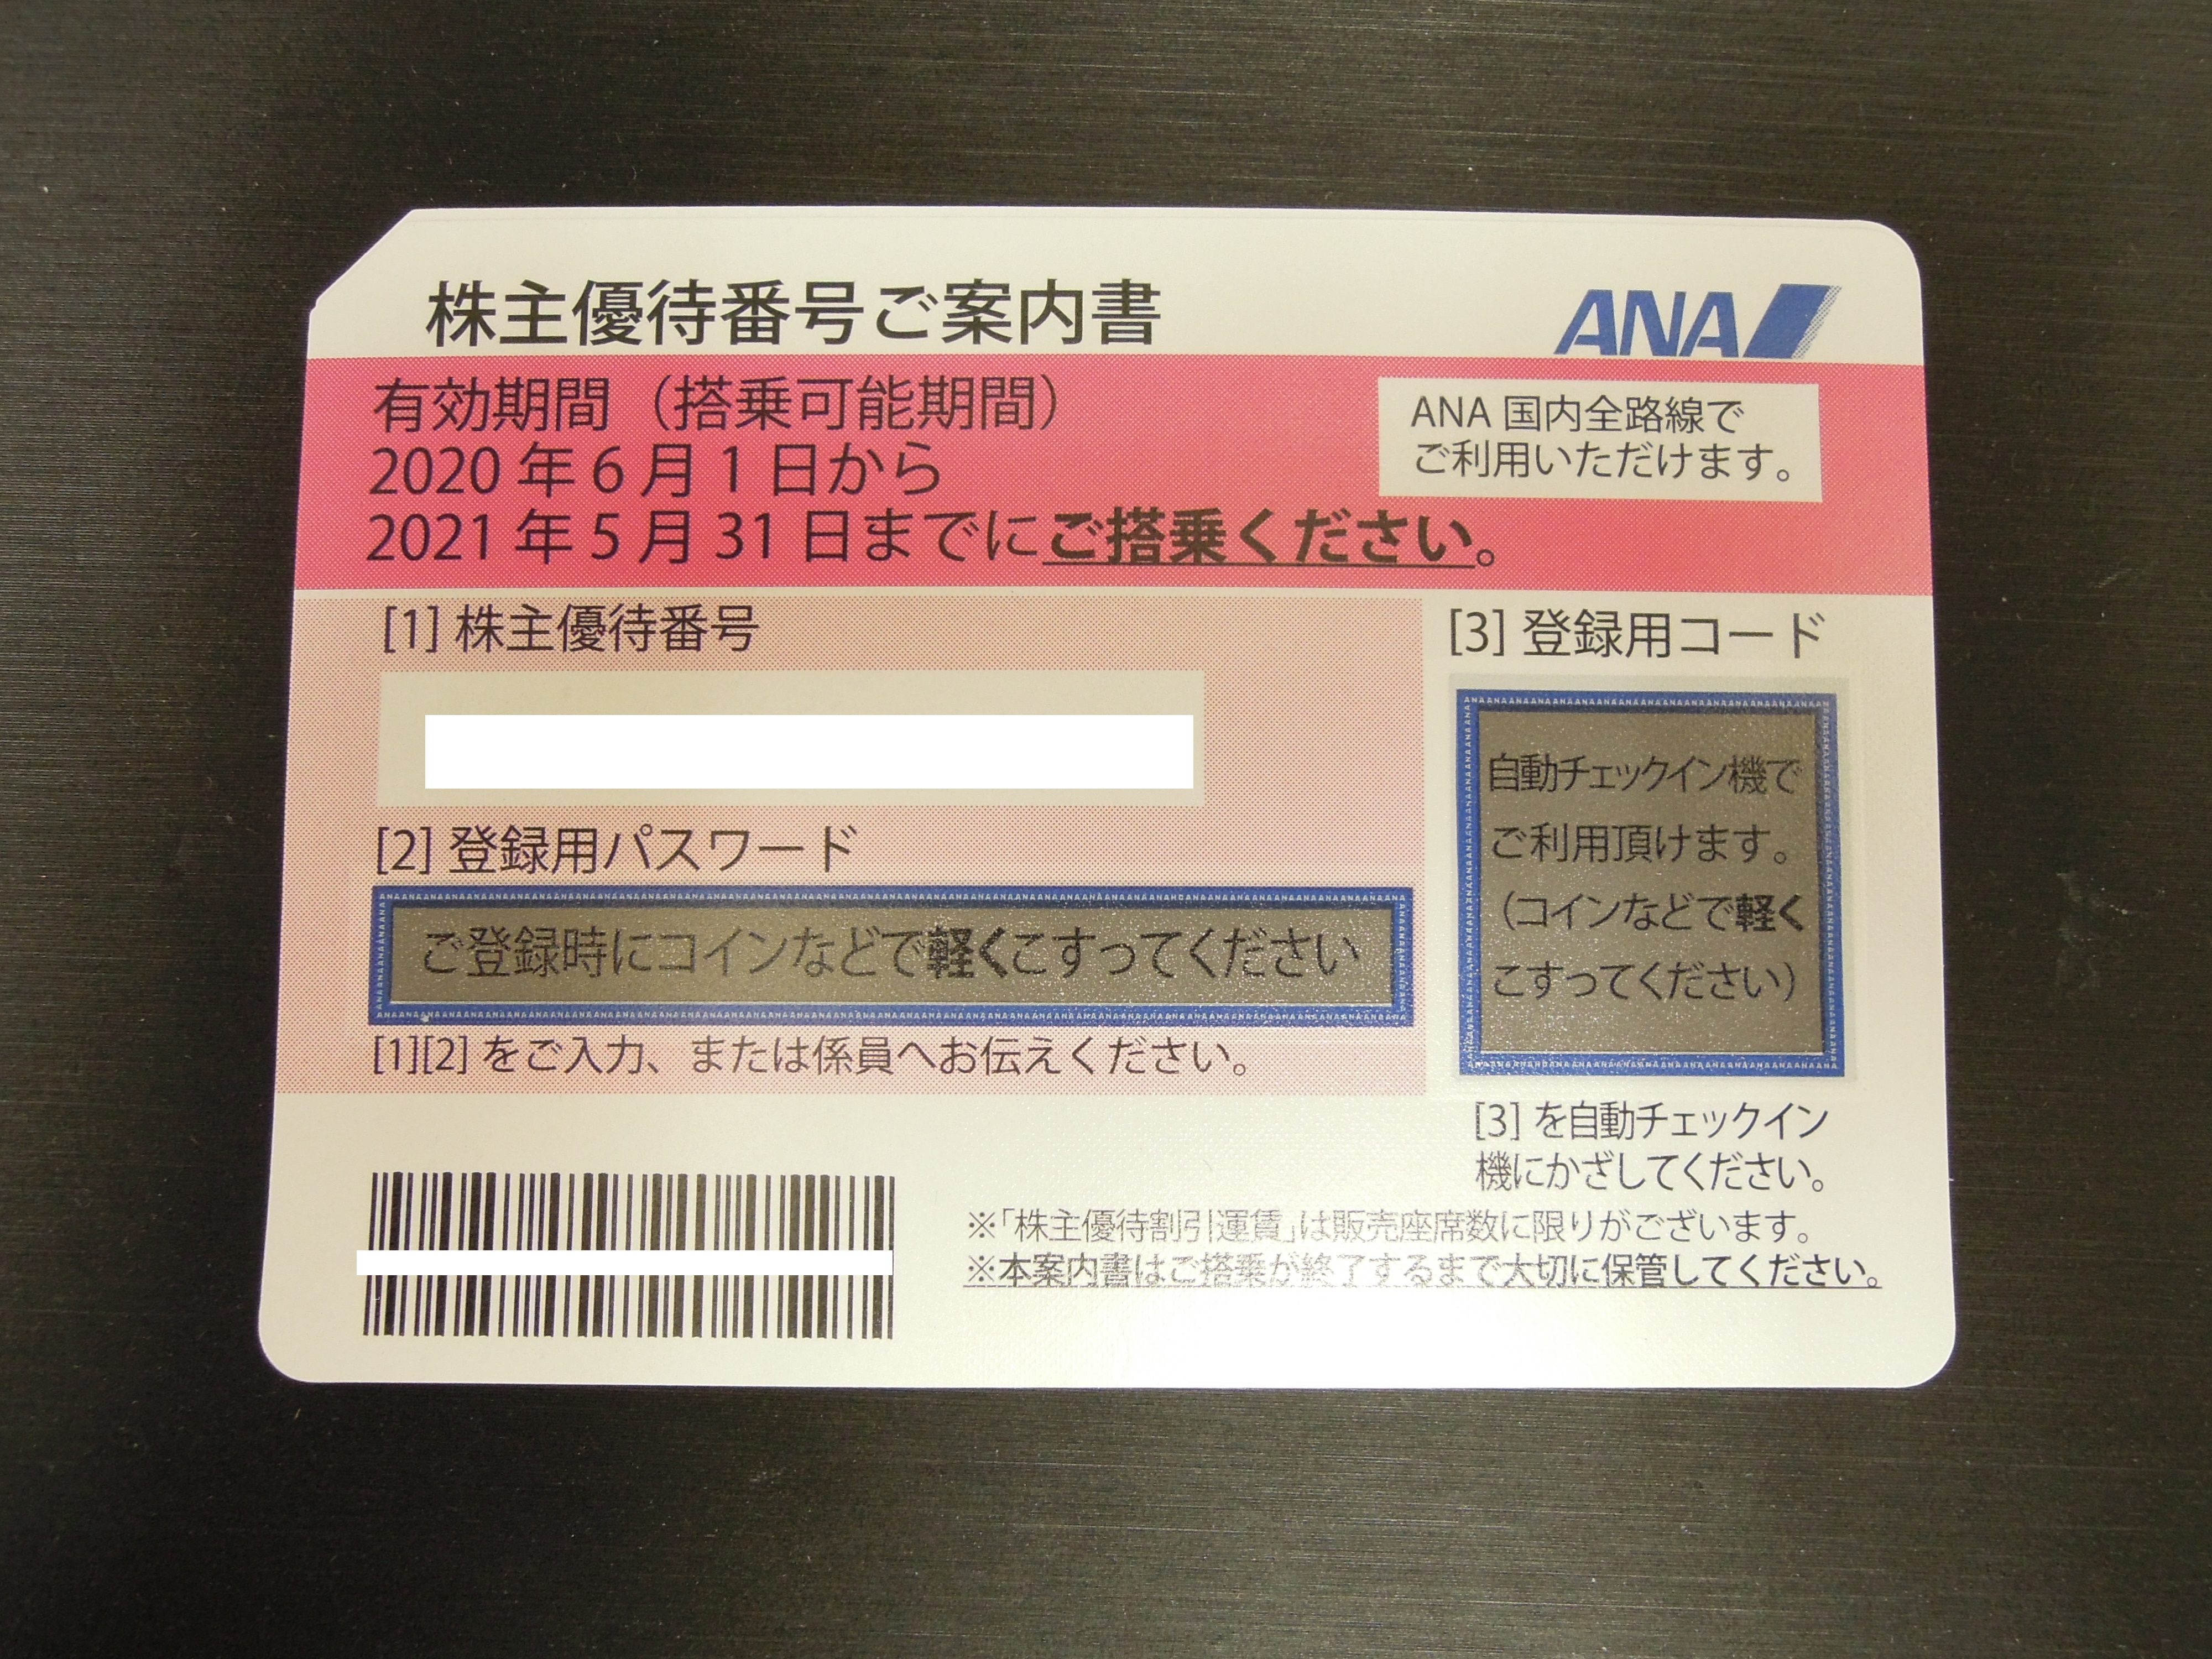 株主優待番号ご案内書
ANA
有効期間（搭乗可能期間）
2020年6月1日から
2021年5月31日までにご搭乗ください。
ANA 国内全路線で
ご利用いただけます。
[1] 株主優待番号
[2] 登録用パスワード
ご登録時にコインなどで軽くこすってください
[1][2] をご入力、または係員へお伝えください。
[3] 登録用コード
自動チェックイン機で
ご利用頂けます。
（コインなどで軽く
こすってください）
[3] を自動チェックイン
機にかざしてください。
※「株主優待割引運賃」は販売座席数に限りがございます。
※本案内書はご搭乗が終了するまで大切に保管してください。